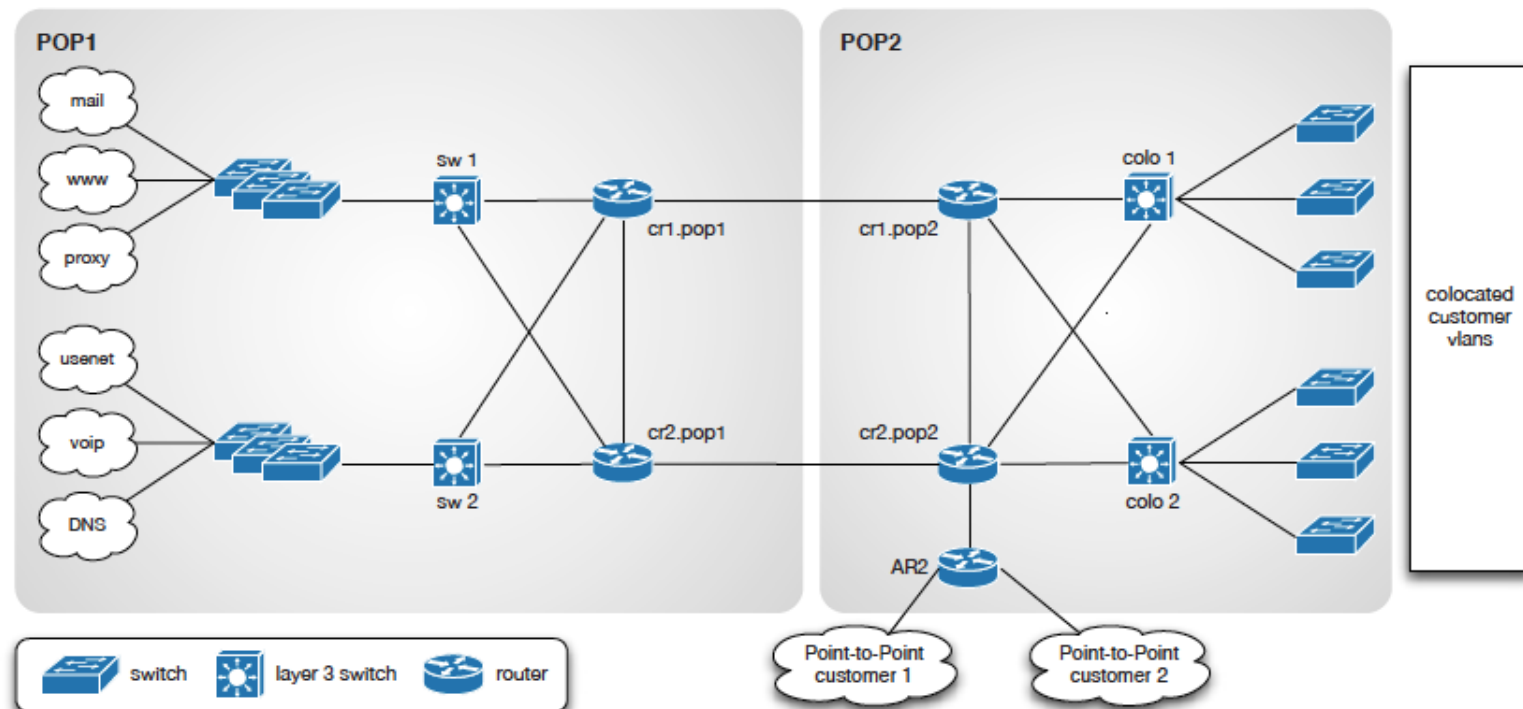 POP1
POP2
mail
www
proxy
usenet
voip
DNS
sw 1
sw 2
cr1.pop1
cr2.pop1
cr1.pop2
cr2.pop2
colo 1
colo 2
AR2
colocated
customer
vlans
Point-to-Point
customer 1
Point-to-Point
customer 2
switch
layer 3 switch
router